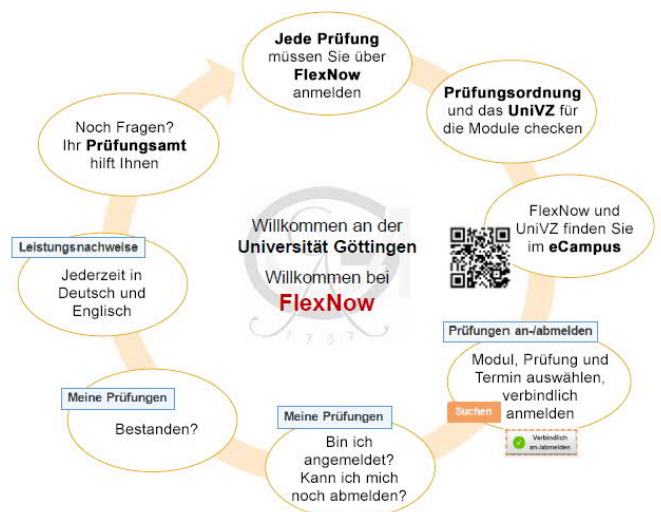 Jede Prüfung
müssen Sie über
FlexNow
anmelden
Prüfungsordnung
und das UniVZ für
die Module checken
FlexNow und
UniVZ finden Sie
im eCampus
Prüfungen an-/abmelden
Modul, Prüfung und
Termin auswählen,
verbindlich
anmelden
Suchen
Verbindlich
an-/abmelden
Meine Prüfungen
Bin ich
angemeldet?
Kann ich mich
noch abmelden?
Meine Prüfungen
Bestanden?
Leistungsnachweise
Jederzeit in
Deutsch und
Englisch
Noch Fragen?
Ihr Prüfungsamt
hilft Ihnen
Willkommen an der
Universität Göttingen
Willkommen bei
FlexNow
1737